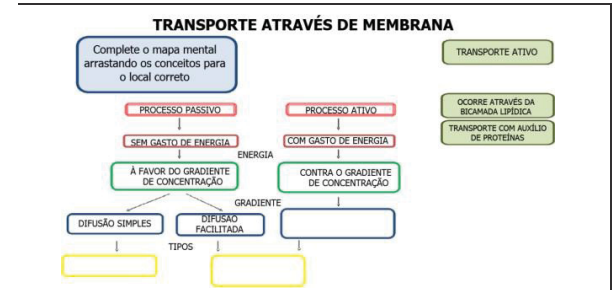 TRANSPORTE ATRAVÉS DE MEMBRANA
Complete o mapa mental
arrastando os conceitos para
o local correto
TRANSPORTE ATIVO
OCORRE ATRAVÉS DA
BICAMADA LIPÍDICA
TRANSPORTE COM AUXÍLIO
DE PROTEÍNAS
PROCESSO PASSIVO
PROCESSO ATIVO
SEM GASTO DE ENERGIA
COM GASTO DE ENERGIA
ENERGIA
À FAVOR DO GRADIENTE
DE CONCENTRAÇÃO
CONTRA O GRADIENTE
DE CONCENTRAÇÃO
GRADIENTE
DIFUSÃO SIMPLES
DIFUSÃO
FACILITADA
TIPOS